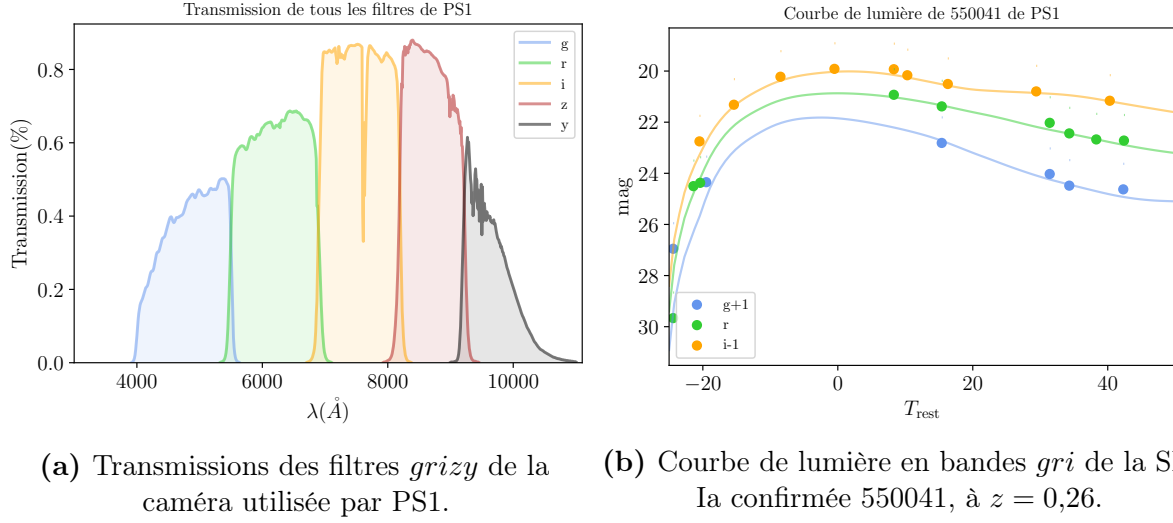 Transmission de tous les filtres de PS1
Transmission(%)
0.8
0.6
0.4
0.2
0.0
4000 6000 8000 10000
λ(Å)
g
r
i
z
y
(a) Transmissions des filtres grizy de la
caméra utilisée par PS1.
Courbe de lumière de 550041 de PS1
mag
20
22
24
26
28
30
−20 0 20 40
T_rest
g+1
r
i-1
(b) Courbe de lumière en bandes gri de la S
Ia confirmée 550041, à z = 0,26.